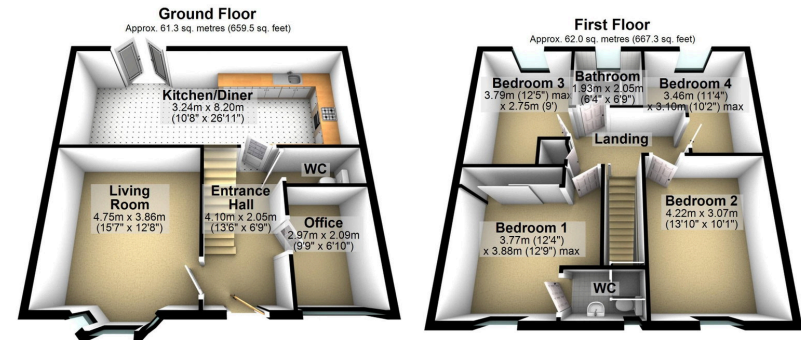 Ground Floor
Approx. 61.3 sq. metres (659.5 sq. feet)
Kitchen/Diner
3.24m x 8.20m
(10'8" x 26'11")
WC
Living
Room
4.75m x 3.86m
(15'7" x 12'8")
Entrance
Hall
4.10m x 2.05m
(13'6" x 6'9")
Office
2.97m x 2.09m
(9'9" x 6'10")
First Floor
Approx. 62.0 sq. metres (667.3 sq. feet)
Bedroom 3
3.79m (12'5") max
x 2.75m (9')
Bathroom
1.93m x 2.05m
(6'4" x 6'9")
Bedroom 4
3.46m (11'4")
x 3.10m (10'2") max
Landing
Bedroom 1
3.77m (12'4")
x 3.88m (12'9") max
Bedroom 2
4.22m x 3.07m
(13'10" x 10'1")
WC